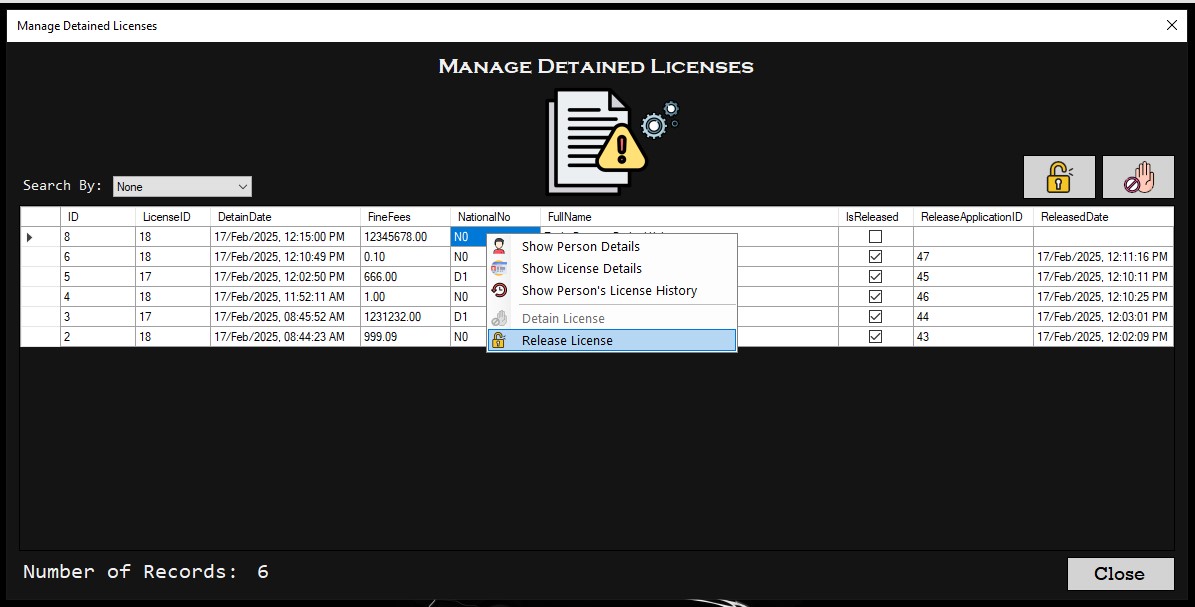 Manage Detained Licenses
MANAGE DETAINED LICENSES
Search By: None
ID LicenseID DetainDate FineFees NationalNo FullName IsReleased ReleaseApplicationID ReleasedDate
8 18 17/Feb/2025, 12:15:00 PM 12345678.00 N0
6 18 17/Feb/2025, 12:10:49 PM 0.10 N0 47 17/Feb/2025, 12:11:16 PM
5 17 17/Feb/2025, 12:02:50 PM 666.00 D1 45 17/Feb/2025, 12:10:11 PM
4 18 17/Feb/2025, 11:52:11 AM 1.00 N0 46 17/Feb/2025, 12:10:25 PM
3 17 17/Feb/2025, 08:45:52 AM 1231232.00 D1 44 17/Feb/2025, 12:03:01 PM
2 18 17/Feb/2025, 08:44:23 AM 999.09 N0 43 17/Feb/2025, 12:02:09 PM
Show Person Details
Show License Details
Show Person's License History
Detain License
Release License
Number of Records: 6
Close